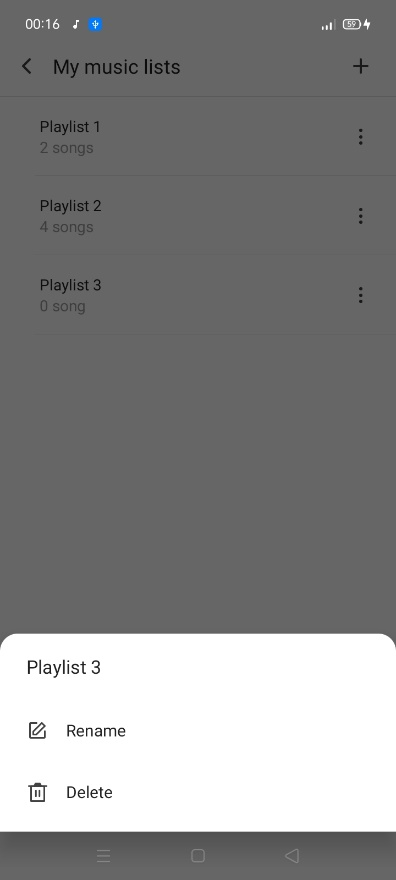 00:16
59
My music lists
Playlist 1
2 songs
Playlist 2
4 songs
Playlist 3
0 song
Playlist 3
Rename
Delete